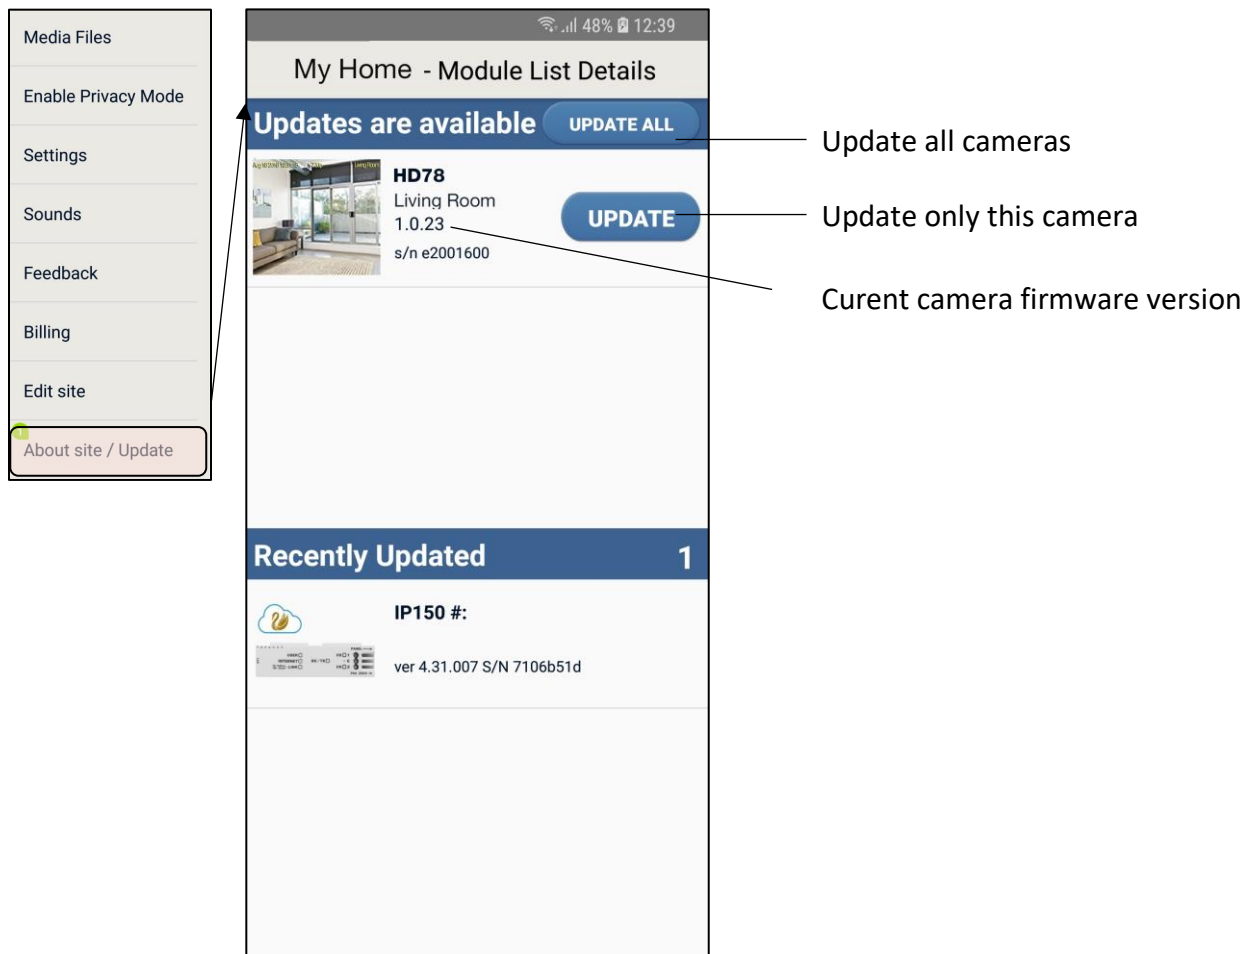 Media Files
Enable Privacy Mode
Settings
Sounds
Feedback
Billing
Edit site
About site / Update
48% 12:39
My Home - Module List Details
Updates are available UPDATE ALL
HD78
Living Room
1.0.23
s/n e2001600
UPDATE
Update all cameras
Update only this camera
Curent camera firmware version
Recently Updated 1
IP150 #:
ver 4.31.007 S/N 7106b51d